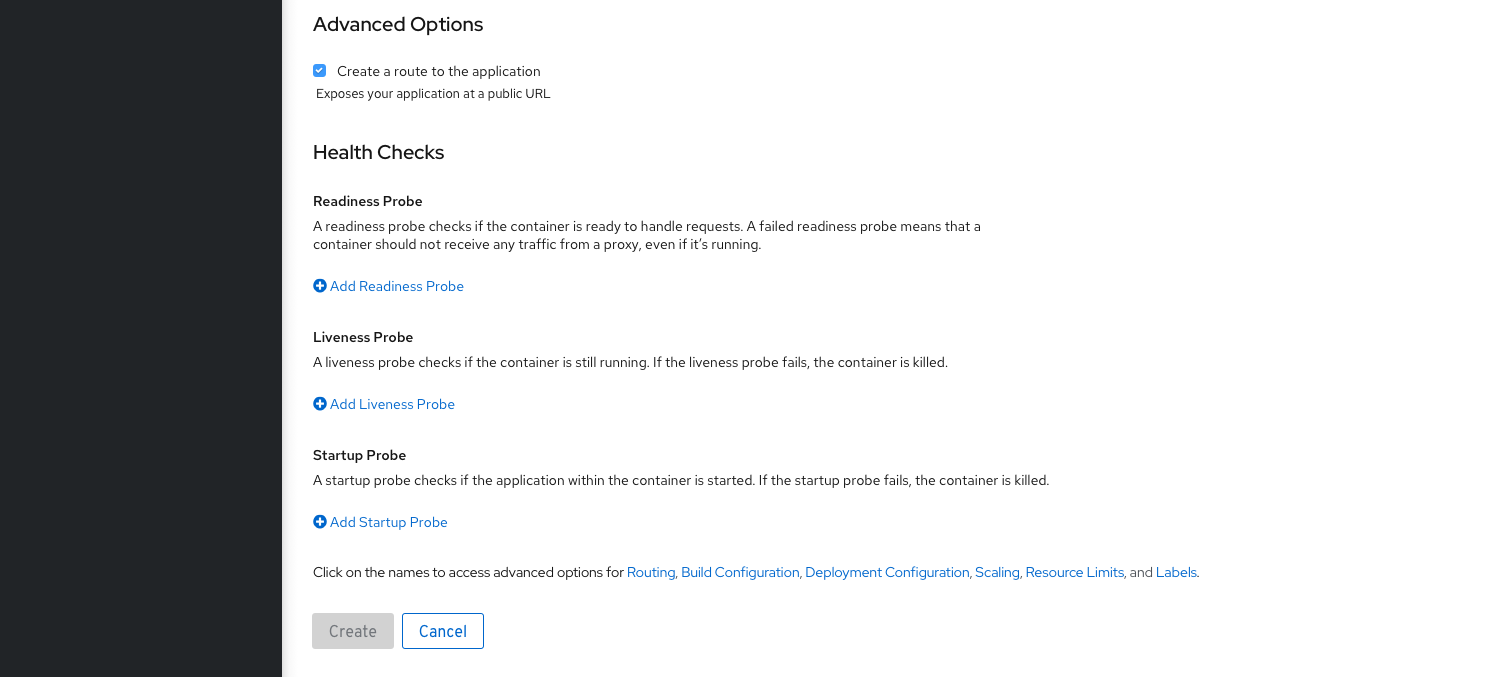 Advanced Options
Create a route to the application
Exposes your application at a public URL
Health Checks
Readiness Probe
A readiness probe checks if the container is ready to handle requests. A failed readiness probe means that a
container should not receive any traffic from a proxy, even if it’s running.
Add Readiness Probe
Liveness Probe
A liveness probe checks if the container is still running. If the liveness probe fails, the container is killed.
Add Liveness Probe
Startup Probe
A startup probe checks if the application within the container is started. If the startup probe fails, the container is killed.
Add Startup Probe
Click on the names to access advanced options for Routing, Build Configuration, Deployment Configuration, Scaling, Resource Limits, and Labels.
Create Cancel